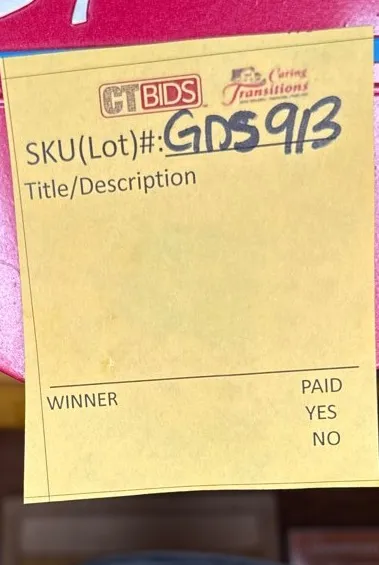 CTBIDS
Caring
Transitions
SKU(Lot)#:GDS913
Title/Description
WINNER
PAID
YES
NO